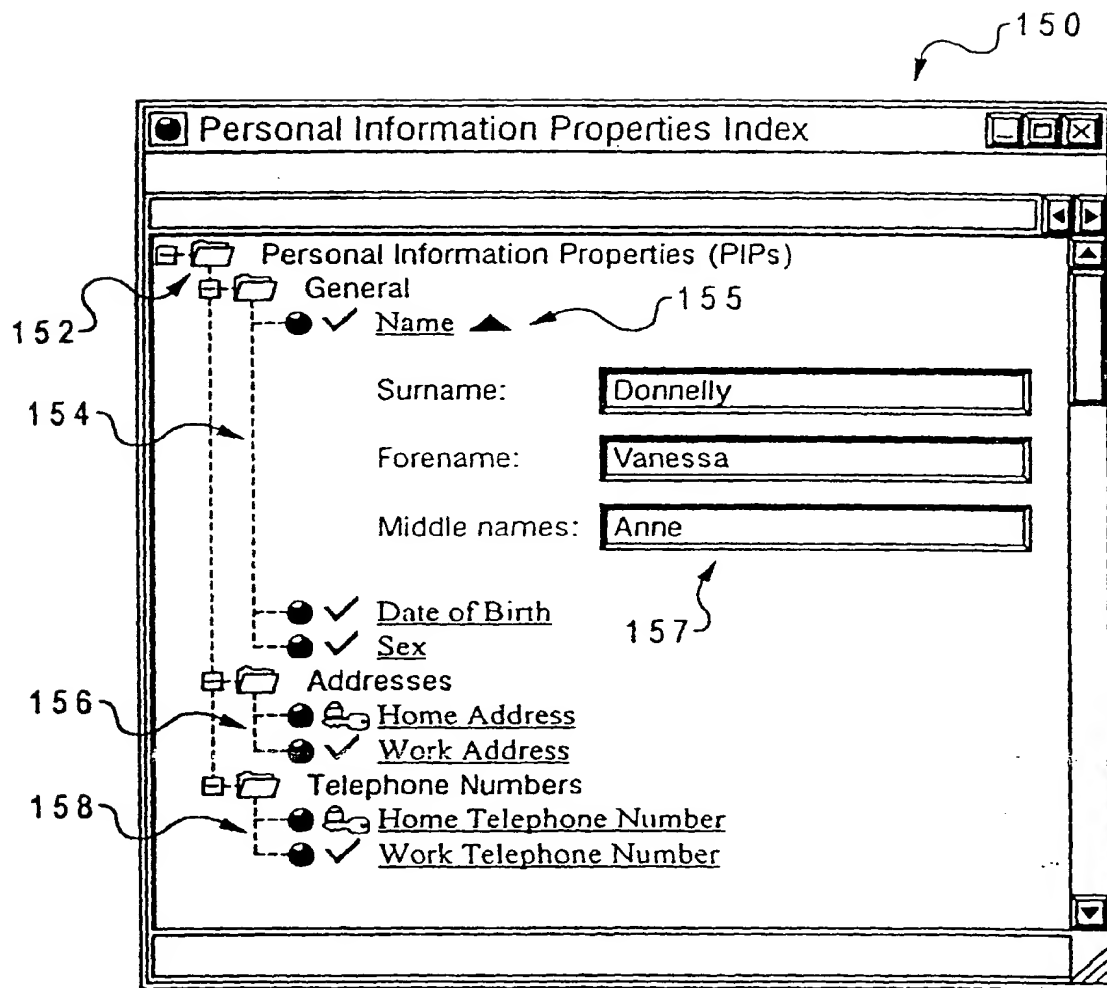 150
Personal Information Properties Index
Personal Information Properties (PIPs)
152
General
155
Name
Surname: Donnelly
154
Forename: Vanessa
Middle names: Anne
157
Date of Birth
Sex
Addresses
156
Home Address
Work Address
Telephone Numbers
158
Home Telephone Number
Work Telephone Number